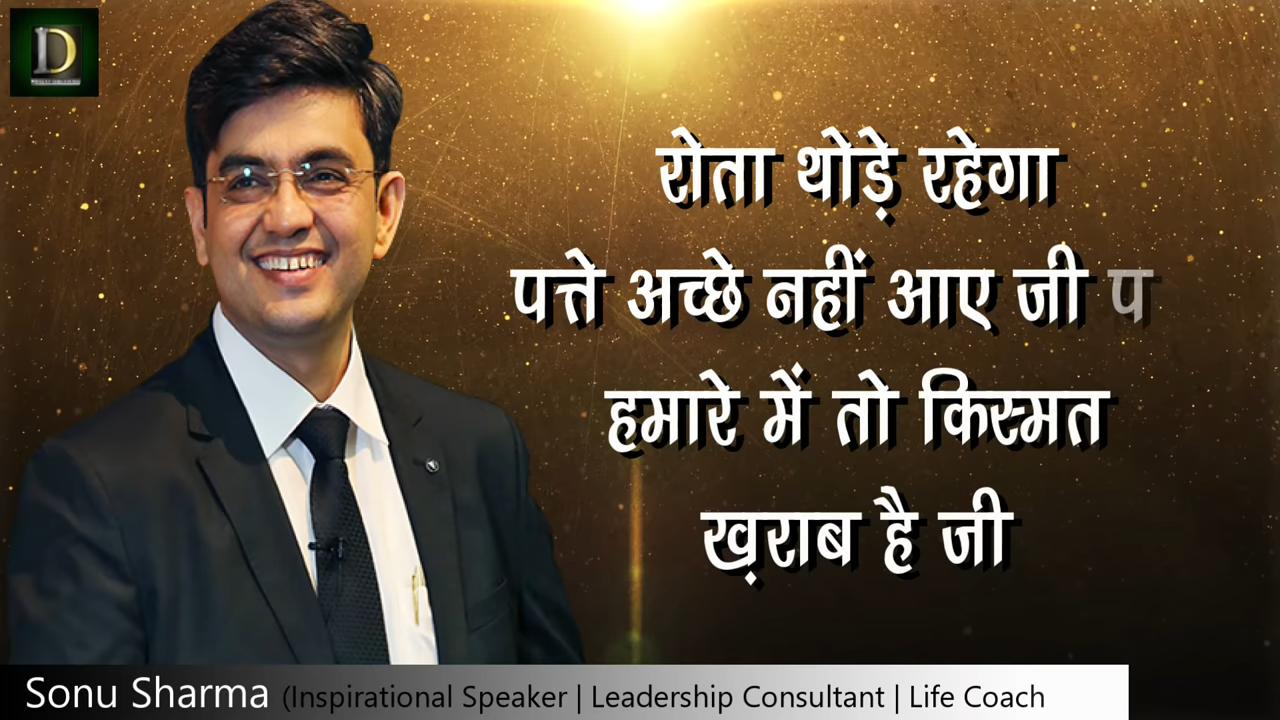 D
रोता थोड़े रहेगा
पत्ते अच्छे नहीं आए जी प
हमारे में तो किस्मत
ख़राब है जी
Sonu Sharma (Inspirational Speaker | Leadership Consultant | Life Coach